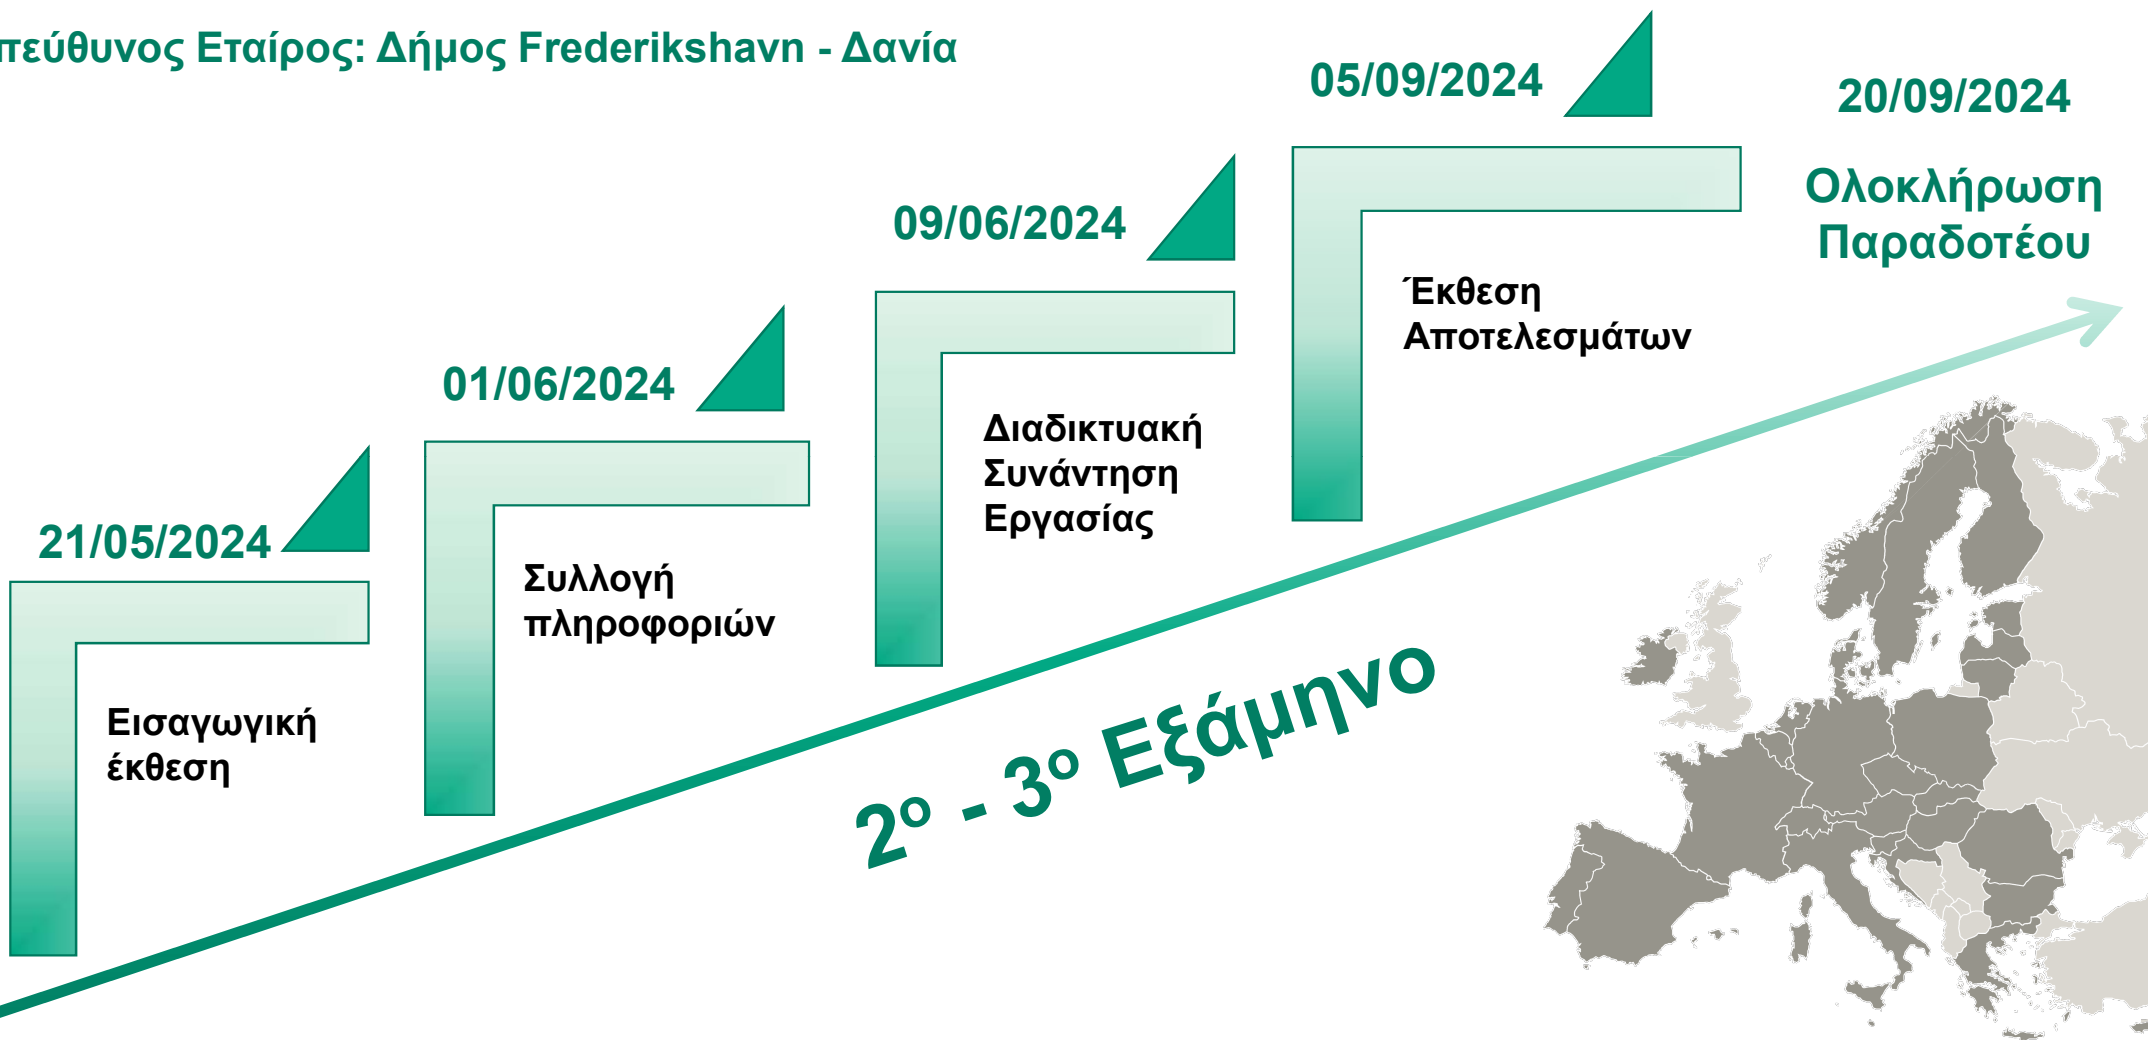 πεύθυνος Εταίρος: Δήμος Frederikshavn - Δανία
21/05/2024
Εισαγωγική
έκθεση
01/06/2024
Συλλογή
πληροφοριών
09/06/2024
Διαδικτυακή
Συνάντηση
Εργασίας
05/09/2024
Έκθεση
Αποτελεσμάτων
20/09/2024
Ολοκλήρωση
Παραδοτέου
2ο - 3ο Εξάμηνο